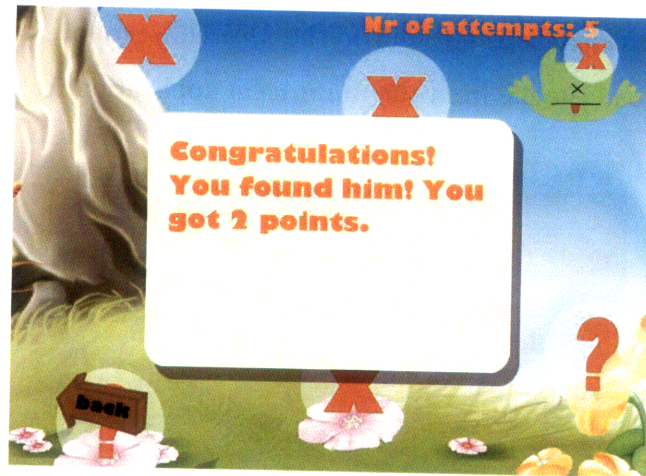 X
Nr of attempts: 5
X
X
Congratulations!
You found him! You
got 2 points.
?
back
X